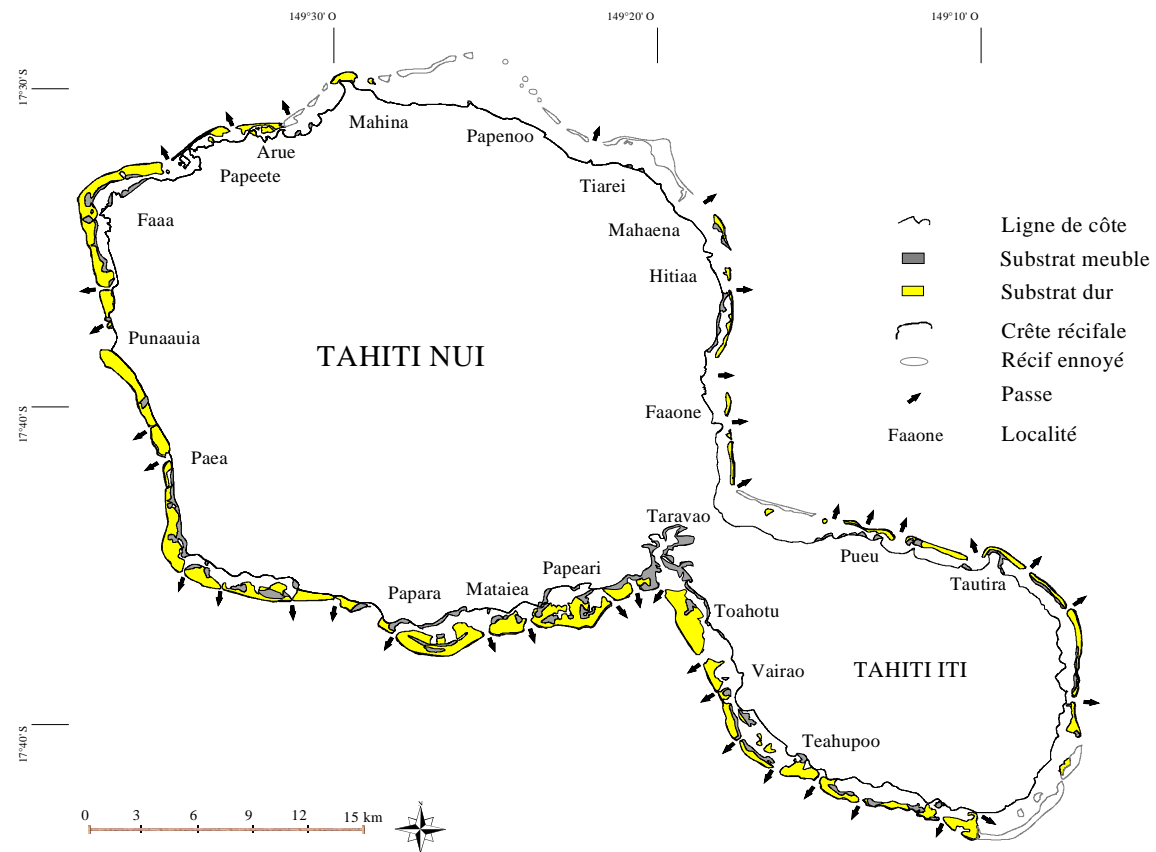 149°30' O
149°20' O
149°10' O
17°30' S
Mahina
Papenoo
Arue
Papeete
Tiarei
Faaa
Mahaena
Ligne de côte
Substrat meuble
Hitiaa
Substrat dur
Crête récifale
Punaauia
TAHITI NUI
Récif ennoyé
Passe
17°40' S
Faaone
Faaone
Localité
Paea
Taravao
Pueu
Papeari
Tautira
Papara
Mataiea
Toahotu
Vairao
TAHITI ITI
17°40' S
Teahupoo
0 3 6 9 12 15 km
N